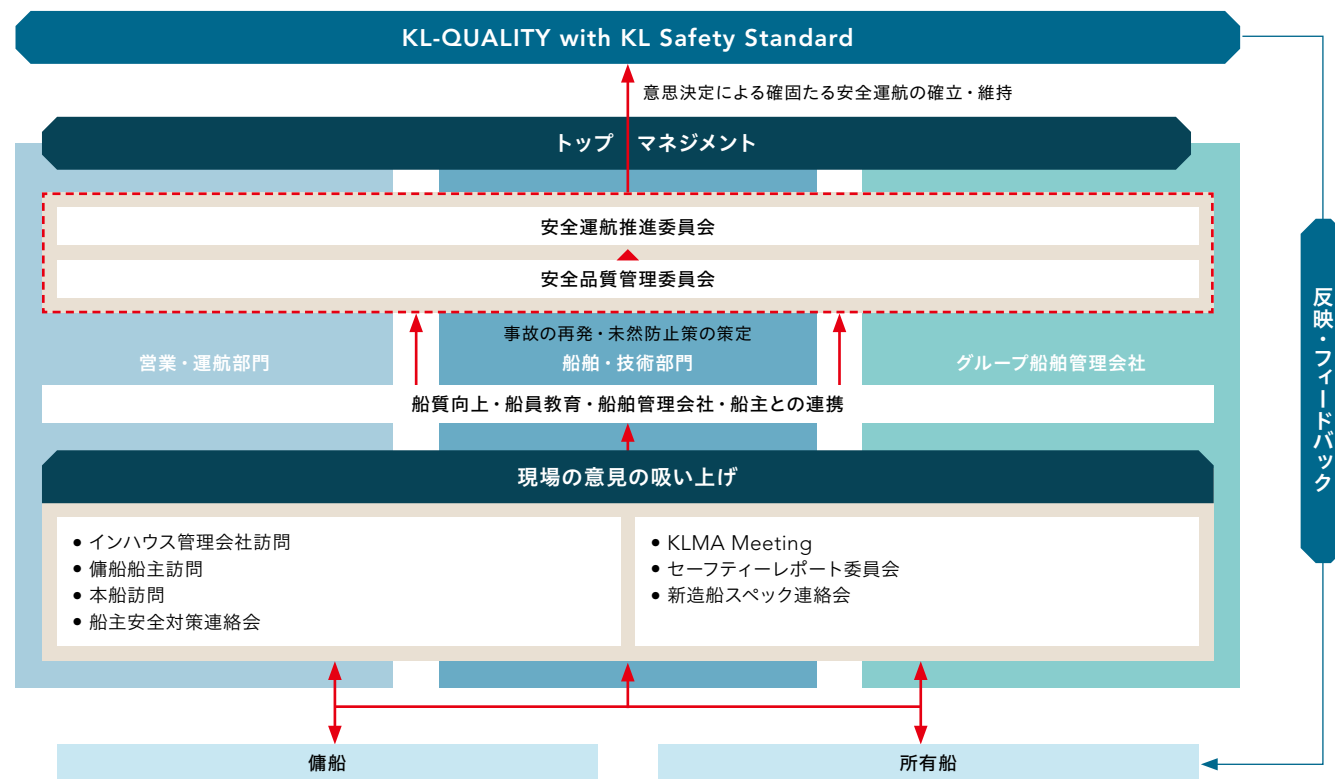 KL-QUALITY with KL Safety Standard
意思決定による確固たる安全運航の確立・維持
トップ マネジメント
安全運航推進委員会
安全品質管理委員会
事故の再発・未然防止策の策定
営業・運航部門
船舶・技術部門
グループ船舶管理会社
船質向上・船員教育・船舶管理会社・船主との連携
現場の意見の吸い上げ
• インハウス管理会社訪問
• 傭船船主訪問
• 本船訪問
• 船主安全対策連絡会
• KLMA Meeting
• セーフティーレポート委員会
• 新造船スペック連絡会
傭船
所有船
反映・フィードバック